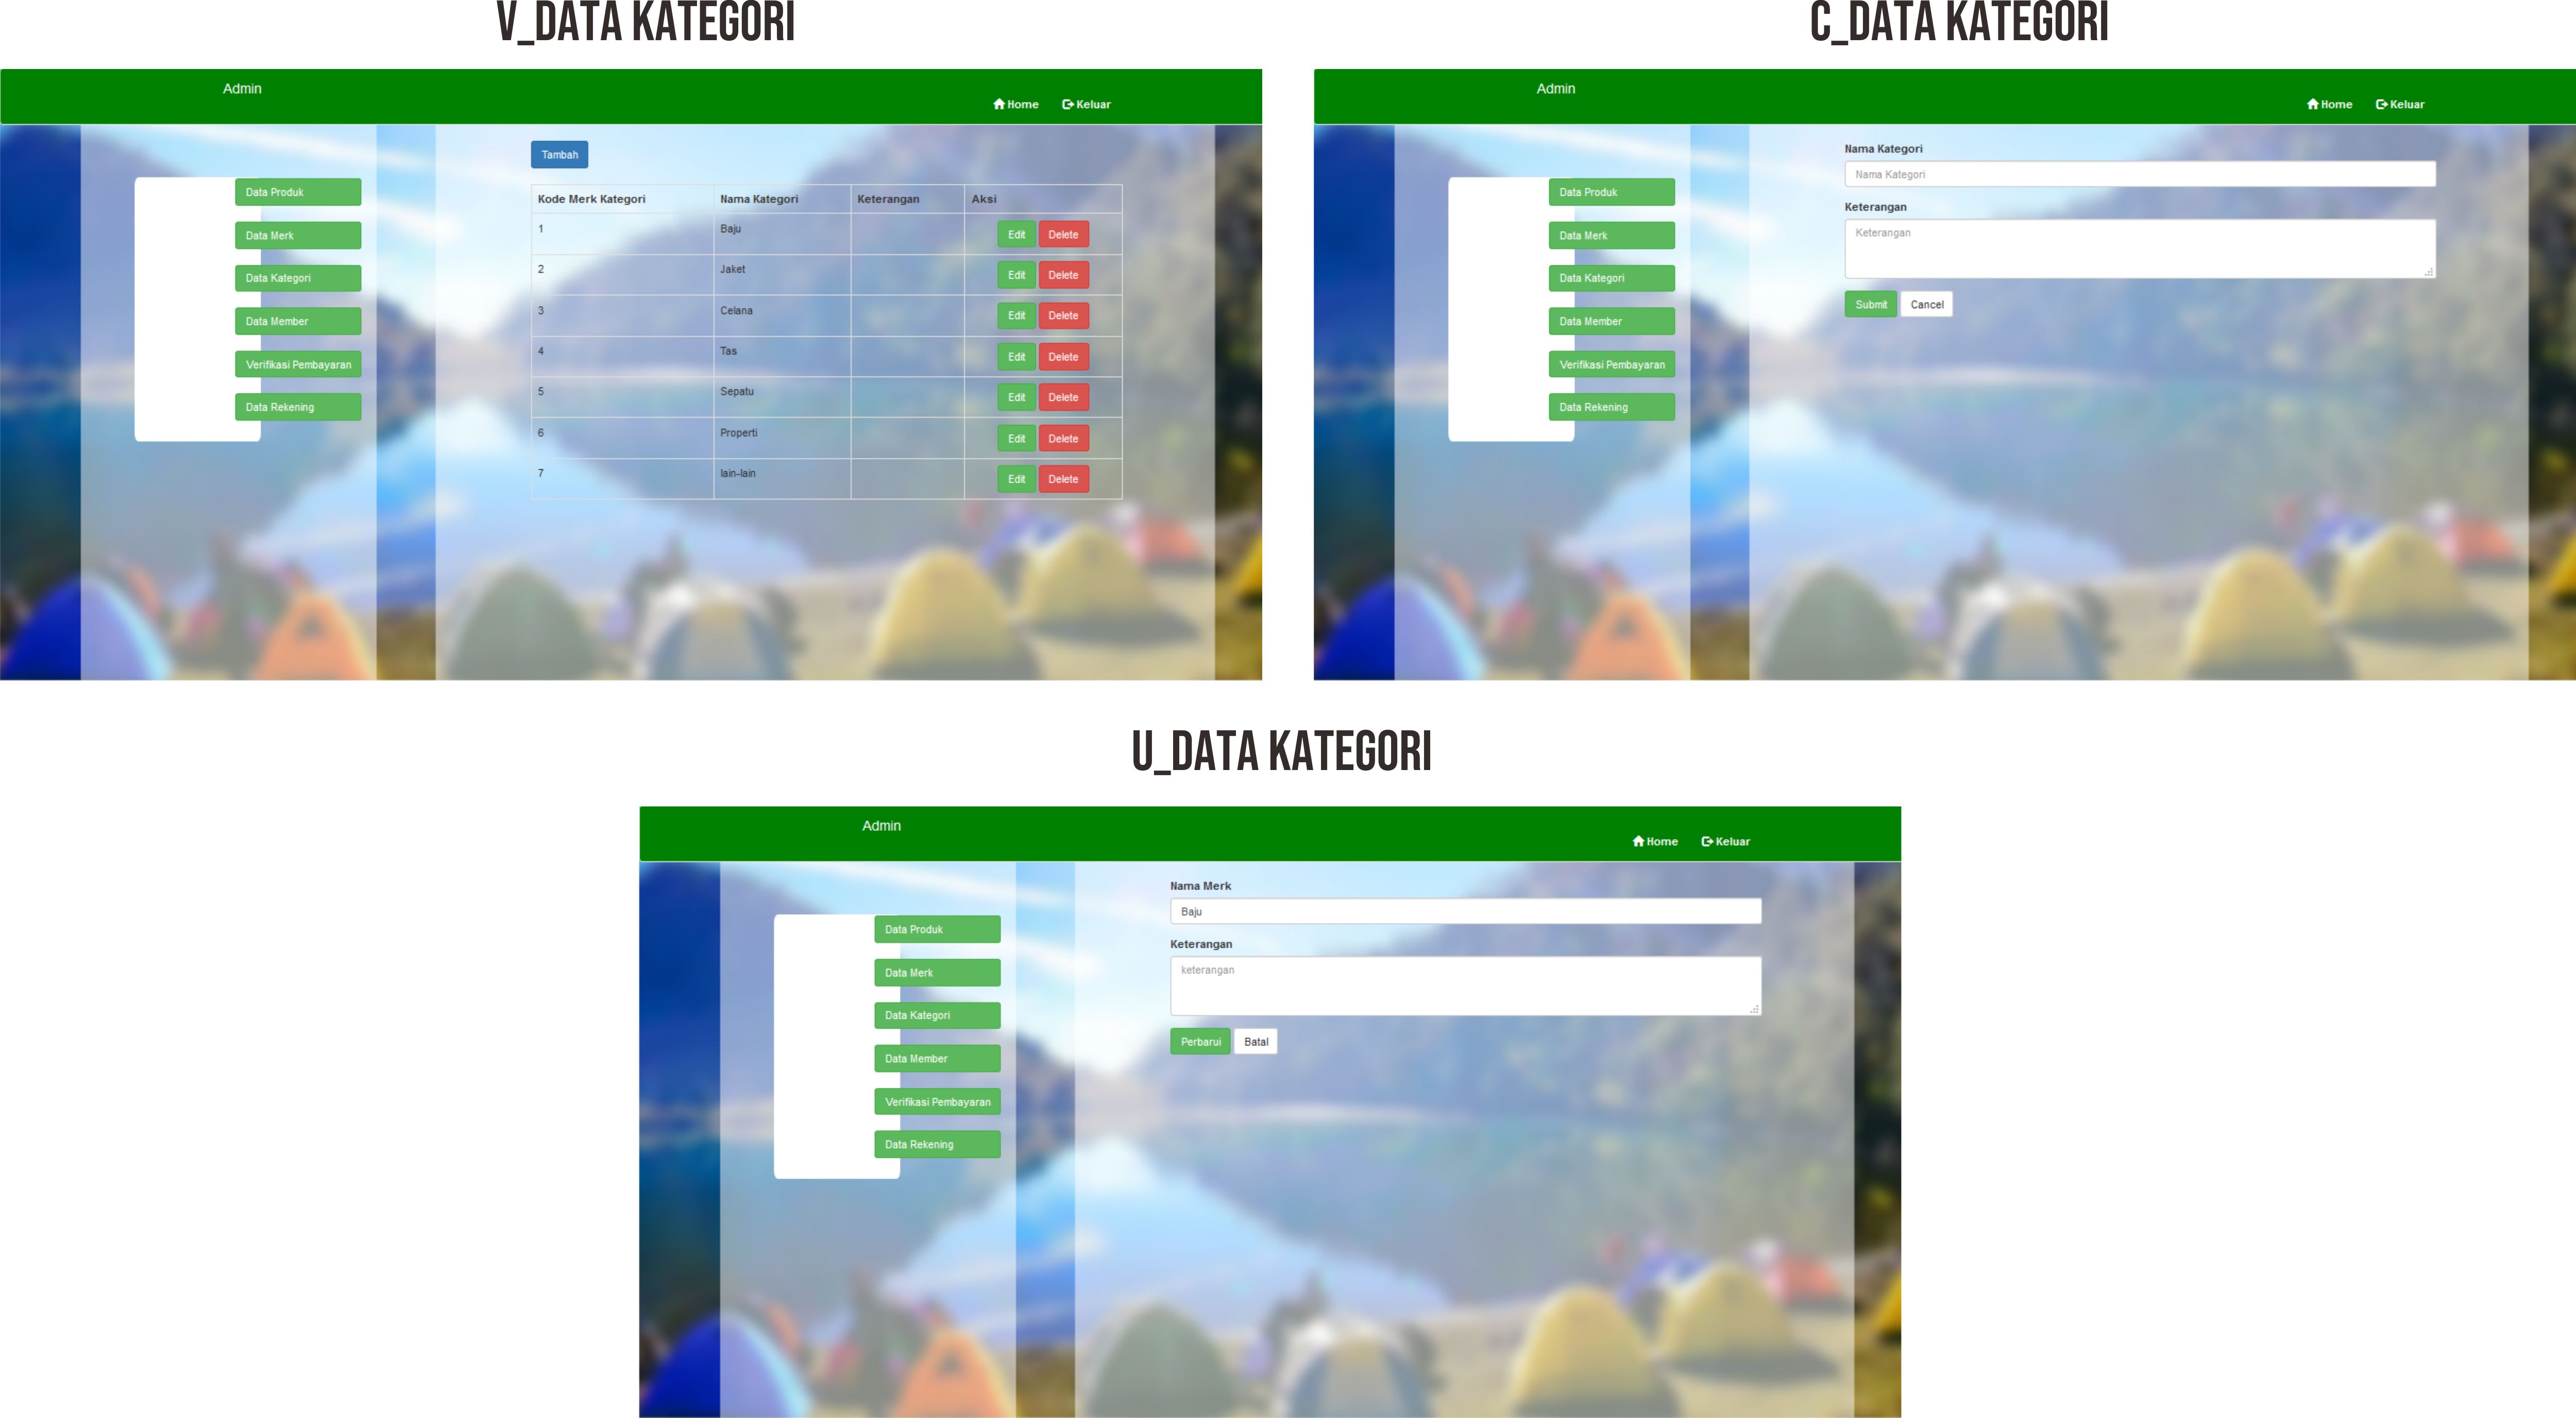 V_DATA KATEGORI
Admin
Home Keluar
Data Produk
Data Merk
Data Kategori
Data Member
Verifikasi Pembayaran
Data Rekening
Tambah
Kode Merk Kategori Nama Kategori Keterangan Aksi
1 Baju Edit Delete
2 Jaket Edit Delete
3 Celana Edit Delete
4 Tas Edit Delete
5 Sepatu Edit Delete
6 Properti Edit Delete
7 lain-lain Edit Delete
C_DATA KATEGORI
Admin
Home Keluar
Data Produk
Data Merk
Data Kategori
Data Member
Verifikasi Pembayaran
Data Rekening
Nama Kategori
Nama Kategori
Keterangan
Keterangan
Submit Cancel
U_DATA KATEGORI
Admin
Home Keluar
Data Produk
Data Merk
Data Kategori
Data Member
Verifikasi Pembayaran
Data Rekening
Nama Merk
Baju
Keterangan
keterangan
Perbarui Batal